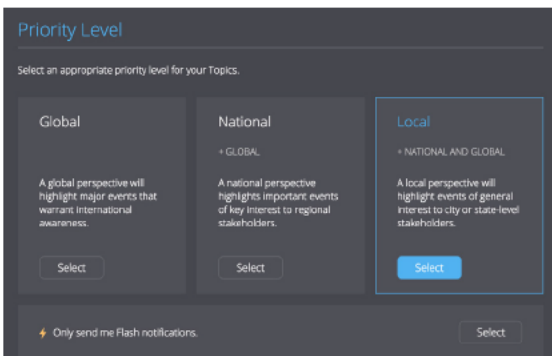 Priority Level
Select an appropriate priority level for your Topics.
Global
A global perspective will
highlight major events that
warrant international
awareness.
Select
National
+ GLOBAL
A national perspective
highlights important events
of key interest to regional
stakeholders.
Select
Local
+ NATIONAL AND GLOBAL
A local perspective will
highlight events of general
interest to city or state-level
stakeholders.
Select
Only send me Flash notifications.
Select